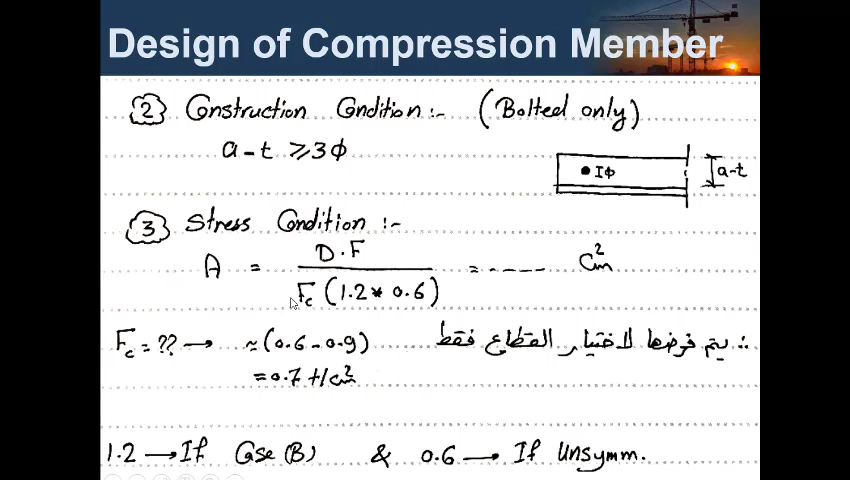 Design of Compression Member
2 Construction Condition :- (Bolteed only)
a-t ≥ 3Φ
IΦ
a-t
3 Stress Condition :-
A = D.F / Fc (1.2 * 0.6) = ----- Cm²
Fc = ?? → ≈ (0.6 - 0.9) ∴ يتم فرضها لاختيار القطاع فقط
= 0.7 t/cm²
1.2 → If Case (B) & 0.6 → If Unsymm.